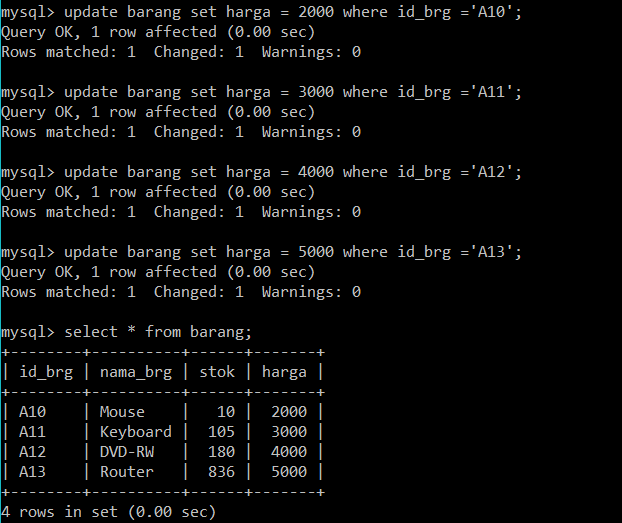 mysql> update barang set harga = 2000 where id_brg ='A10';
Query OK, 1 row affected (0.00 sec)
Rows matched: 1  Changed: 1  Warnings: 0

mysql> update barang set harga = 3000 where id_brg ='A11';
Query OK, 1 row affected (0.00 sec)
Rows matched: 1  Changed: 1  Warnings: 0

mysql> update barang set harga = 4000 where id_brg ='A12';
Query OK, 1 row affected (0.00 sec)
Rows matched: 1  Changed: 1  Warnings: 0

mysql> update barang set harga = 5000 where id_brg ='A13';
Query OK, 1 row affected (0.00 sec)
Rows matched: 1  Changed: 1  Warnings: 0

mysql> select * from barang;
+--------+----------+------+-------+
| id_brg | nama_brg | stok | harga |
+--------+----------+------+-------+
| A10    | Mouse    |   10 |  2000 |
| A11    | Keyboard |  105 |  3000 |
| A12    | DVD-RW   |  180 |  4000 |
| A13    | Router   |  836 |  5000 |
+--------+----------+------+-------+
4 rows in set (0.00 sec)